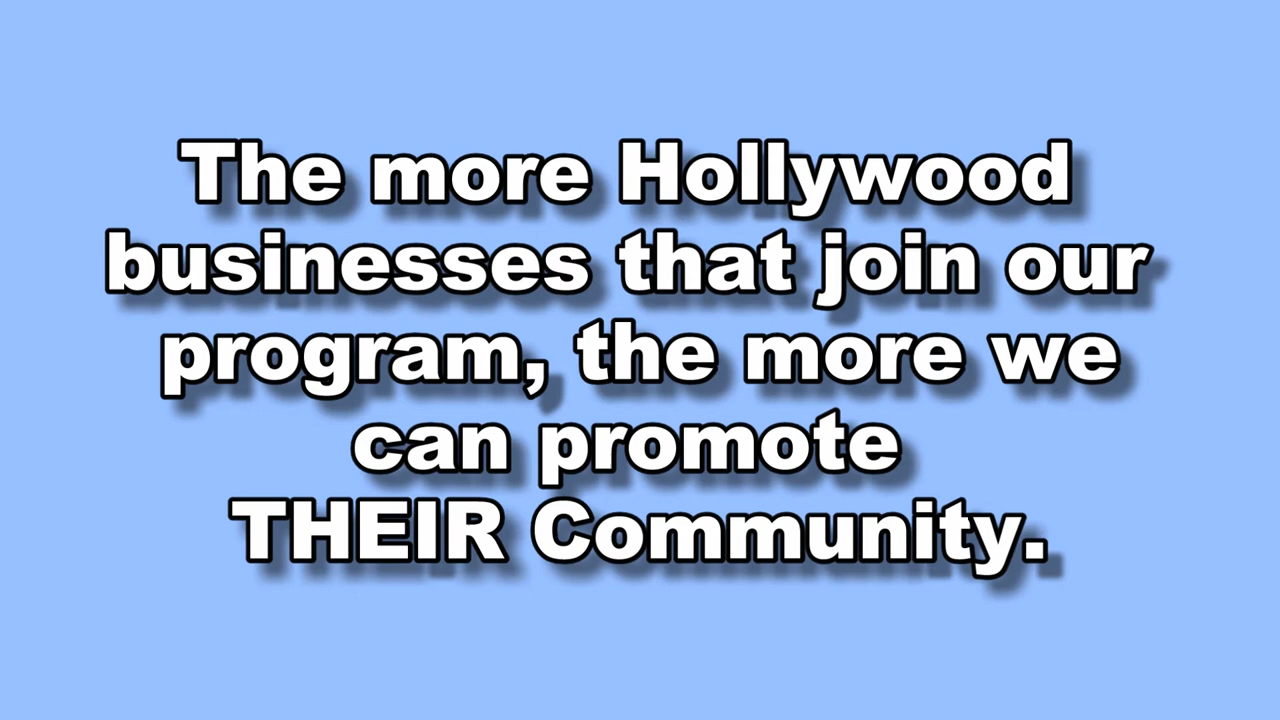 The more Hollywood
businesses that join our
program, the more we
can promote
THEIR Community.